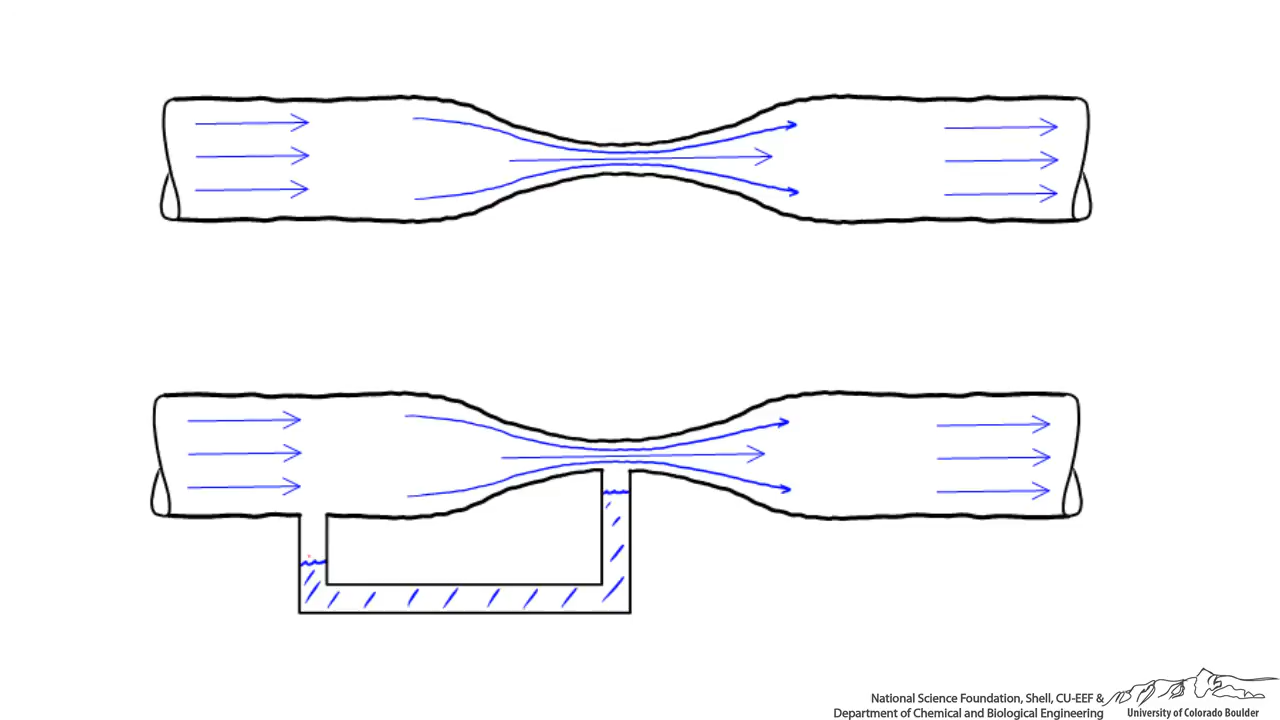 National Science Foundation, Shell, CU-EEF &
Department of Chemical and Biological Engineering
University of Colorado Boulder